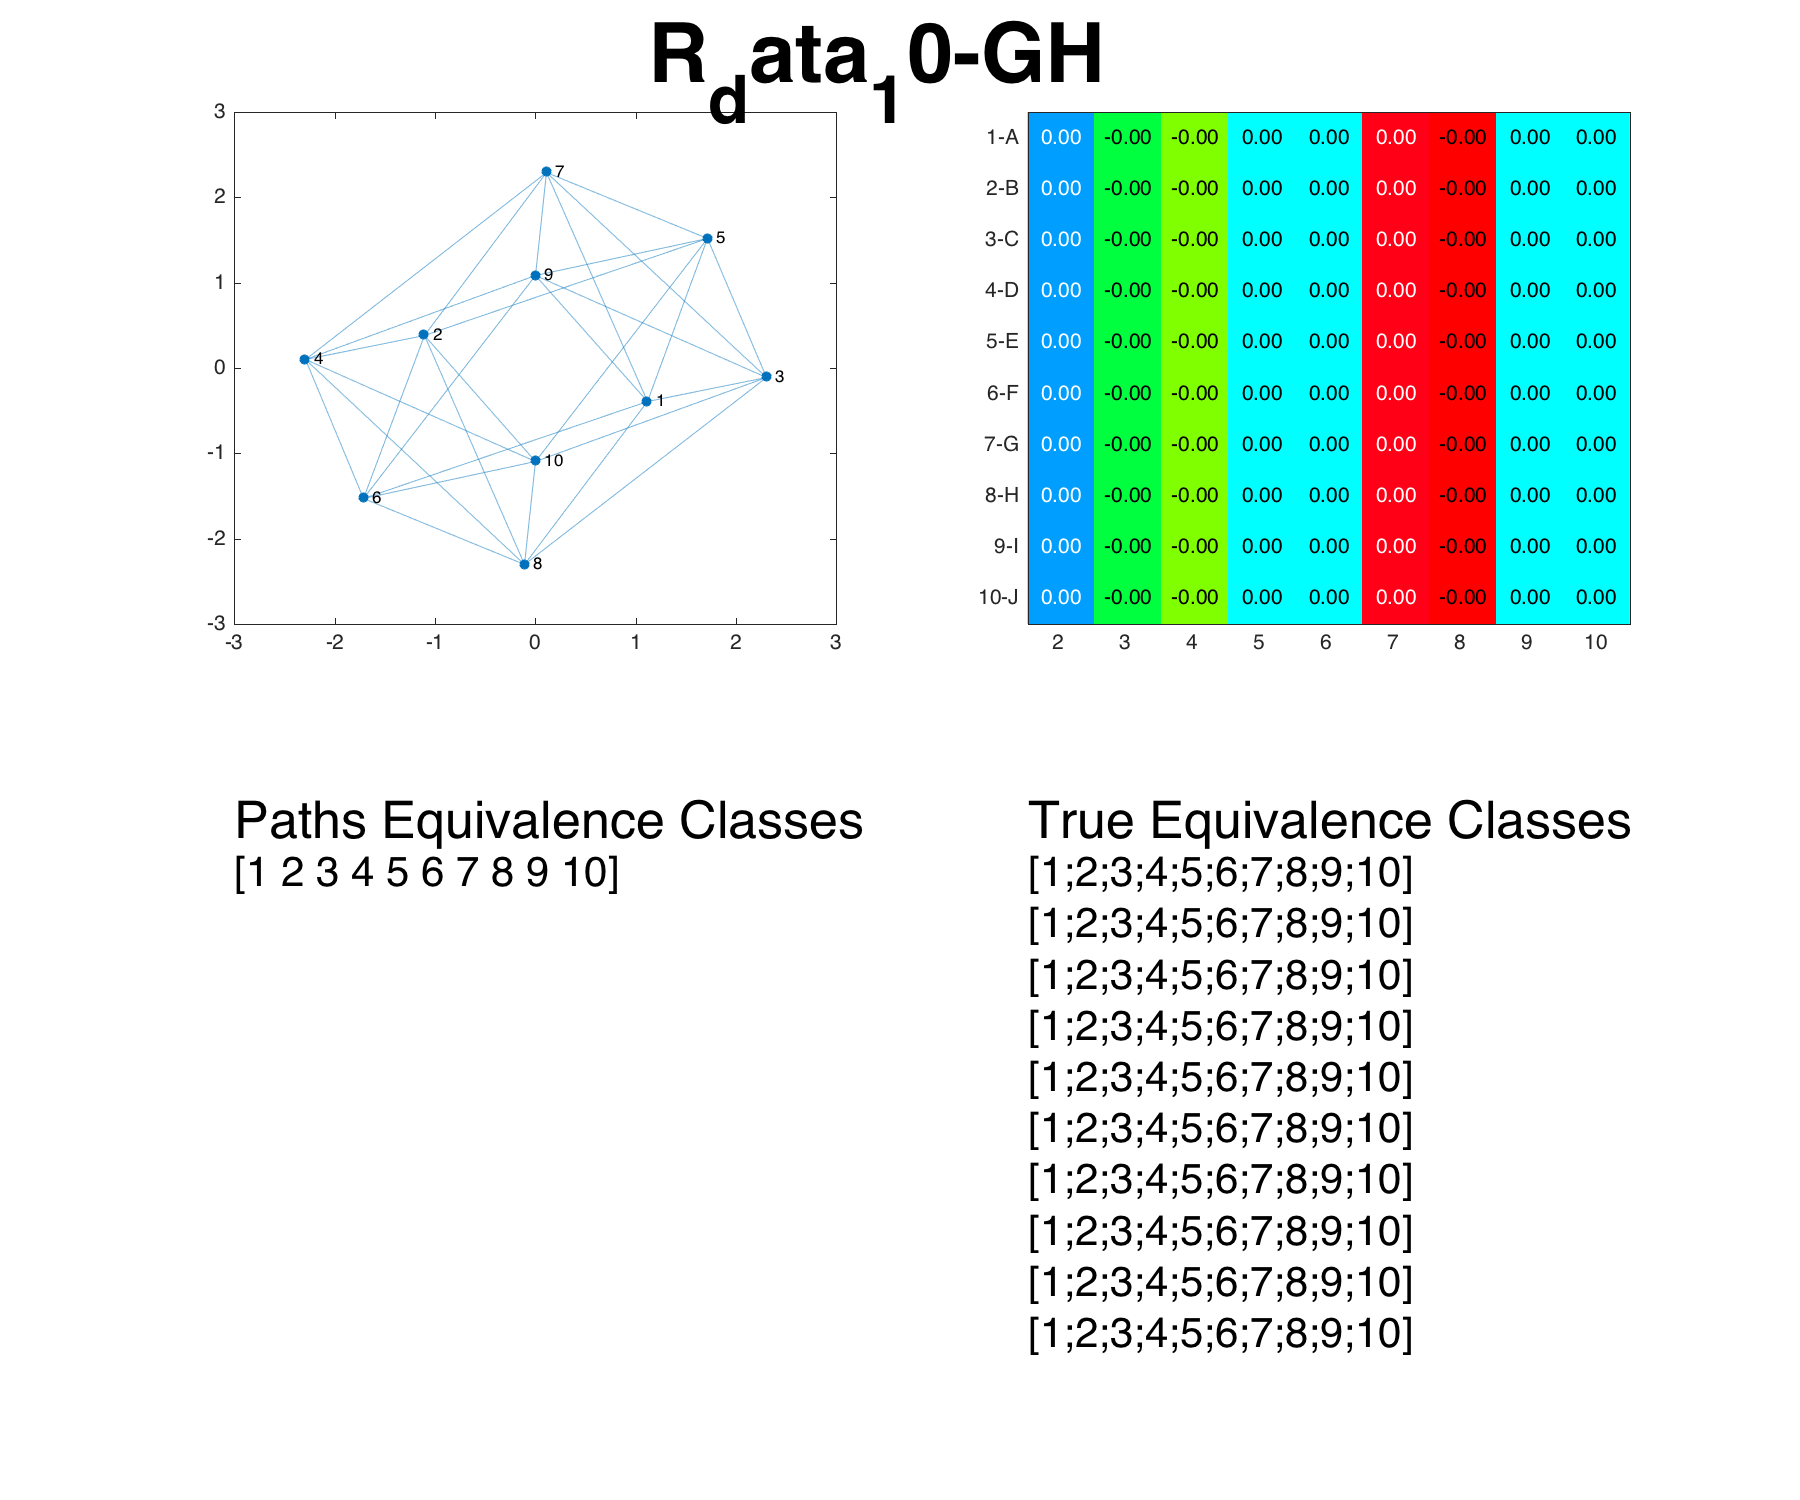 R_data_10-GH
3
2
1
0
-1
-2
-3
-3 -2 -1 0 1 2 3
7
5
9
2
4
3
1
10
6
8
1-A 0.00 -0.00 -0.00 0.00 0.00 0.00 -0.00 0.00 0.00
2-B 0.00 -0.00 -0.00 0.00 0.00 0.00 -0.00 0.00 0.00
3-C 0.00 -0.00 -0.00 0.00 0.00 0.00 -0.00 0.00 0.00
4-D 0.00 -0.00 -0.00 0.00 0.00 0.00 -0.00 0.00 0.00
5-E 0.00 -0.00 -0.00 0.00 0.00 0.00 -0.00 0.00 0.00
6-F 0.00 -0.00 -0.00 0.00 0.00 0.00 -0.00 0.00 0.00
7-G 0.00 -0.00 -0.00 0.00 0.00 0.00 -0.00 0.00 0.00
8-H 0.00 -0.00 -0.00 0.00 0.00 0.00 -0.00 0.00 0.00
9-I 0.00 -0.00 -0.00 0.00 0.00 0.00 -0.00 0.00 0.00
10-J 0.00 -0.00 -0.00 0.00 0.00 0.00 -0.00 0.00 0.00
2 3 4 5 6 7 8 9 10
Paths Equivalence Classes
[1 2 3 4 5 6 7 8 9 10]
True Equivalence Classes
[1;2;3;4;5;6;7;8;9;10]
[1;2;3;4;5;6;7;8;9;10]
[1;2;3;4;5;6;7;8;9;10]
[1;2;3;4;5;6;7;8;9;10]
[1;2;3;4;5;6;7;8;9;10]
[1;2;3;4;5;6;7;8;9;10]
[1;2;3;4;5;6;7;8;9;10]
[1;2;3;4;5;6;7;8;9;10]
[1;2;3;4;5;6;7;8;9;10]
[1;2;3;4;5;6;7;8;9;10]